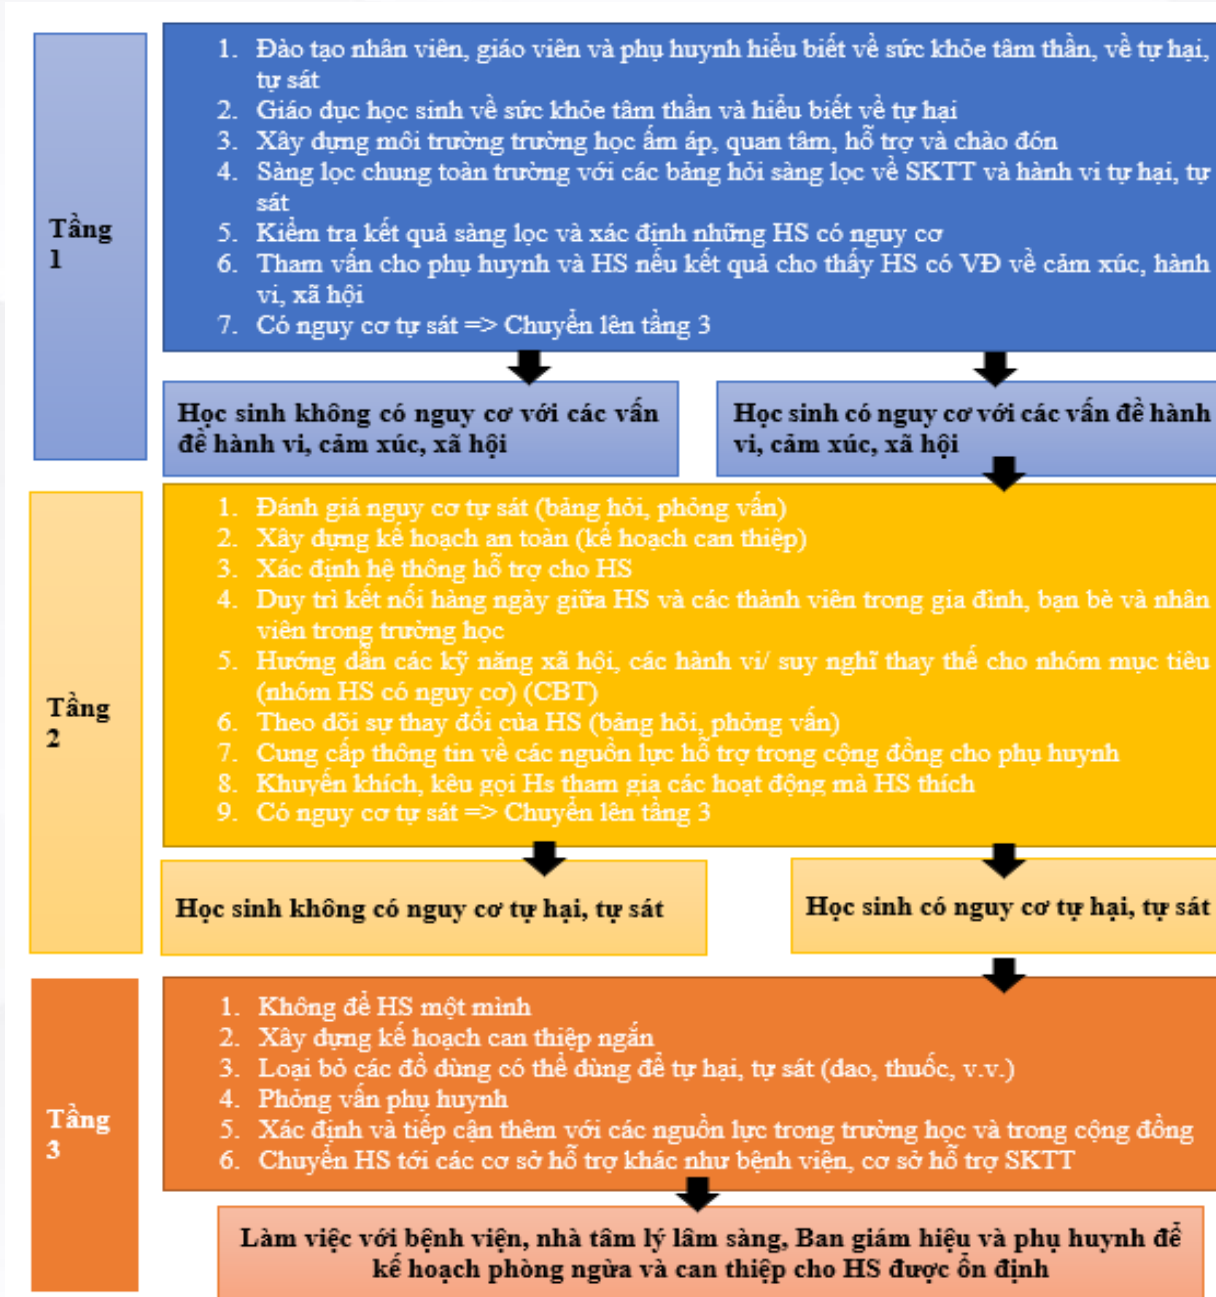 Tầng
1
1. Đào tạo nhân viên, giáo viên và phụ huynh hiểu biết về sức khỏe tâm thần, về tự hại,
tự sát
2. Giáo dục học sinh về sức khỏe tâm thần và hiểu biết về tự hại
3. Xây dựng môi trường trường học ấm áp, quan tâm, hỗ trợ và chào đón
4. Sàng lọc chung toàn trường với các bảng hỏi sàng lọc về SKTT và hành vi tự hại, tự
sát
5. Kiểm tra kết quả sàng lọc và xác định những HS có nguy cơ
6. Tham vấn cho phụ huynh và HS nếu kết quả cho thấy HS có VĐ về cảm xúc, hành
vi, xã hội
7. Có nguy cơ tự sát => Chuyển lên tầng 3
Học sinh không có nguy cơ với các vấn
đề hành vi, cảm xúc, xã hội
Học sinh có nguy cơ với các vấn đề hành
vi, cảm xúc, xã hội
Tầng
2
1. Đánh giá nguy cơ tự sát (bảng hỏi, phỏng vấn)
2. Xây dựng kế hoạch an toàn (kế hoạch can thiệp)
3. Xác định hệ thống hỗ trợ cho HS
4. Duy trì kết nối hàng ngày giữa HS và các thành viên trong gia đình, bạn bè và nhân
viên trong trường học
5. Hướng dẫn các kỹ năng xã hội, các hành vi/ suy nghĩ thay thế cho nhóm mục tiêu
(nhóm HS có nguy cơ) (CBT)
6. Theo dõi sự thay đổi của HS (bảng hỏi, phỏng vấn)
7. Cung cấp thông tin về các nguồn lực hỗ trợ trong cộng đồng cho phụ huynh
8. Khuyến khích, kêu gọi Hs tham gia các hoạt động mà HS thích
9. Có nguy cơ tự sát => Chuyển lên tầng 3
Học sinh không có nguy cơ tự hại, tự sát
Học sinh có nguy cơ tự hại, tự sát
Tầng
3
1. Không để HS một mình
2. Xây dựng kế hoạch can thiệp ngắn
3. Loại bỏ các đồ dùng có thể dùng để tự hại, tự sát (dao, thuốc, v.v.)
4. Phỏng vấn phụ huynh
5. Xác định và tiếp cận thêm với các nguồn lực trong trường học và trong cộng đồng
6. Chuyển HS tới các cơ sở hỗ trợ khác như bệnh viện, cơ sở hỗ trợ SKTT
Làm việc với bệnh viện, nhà tâm lý lâm sàng, Ban giám hiệu và phụ huynh để
kế hoạch phòng ngừa và can thiệp cho HS được ổn định